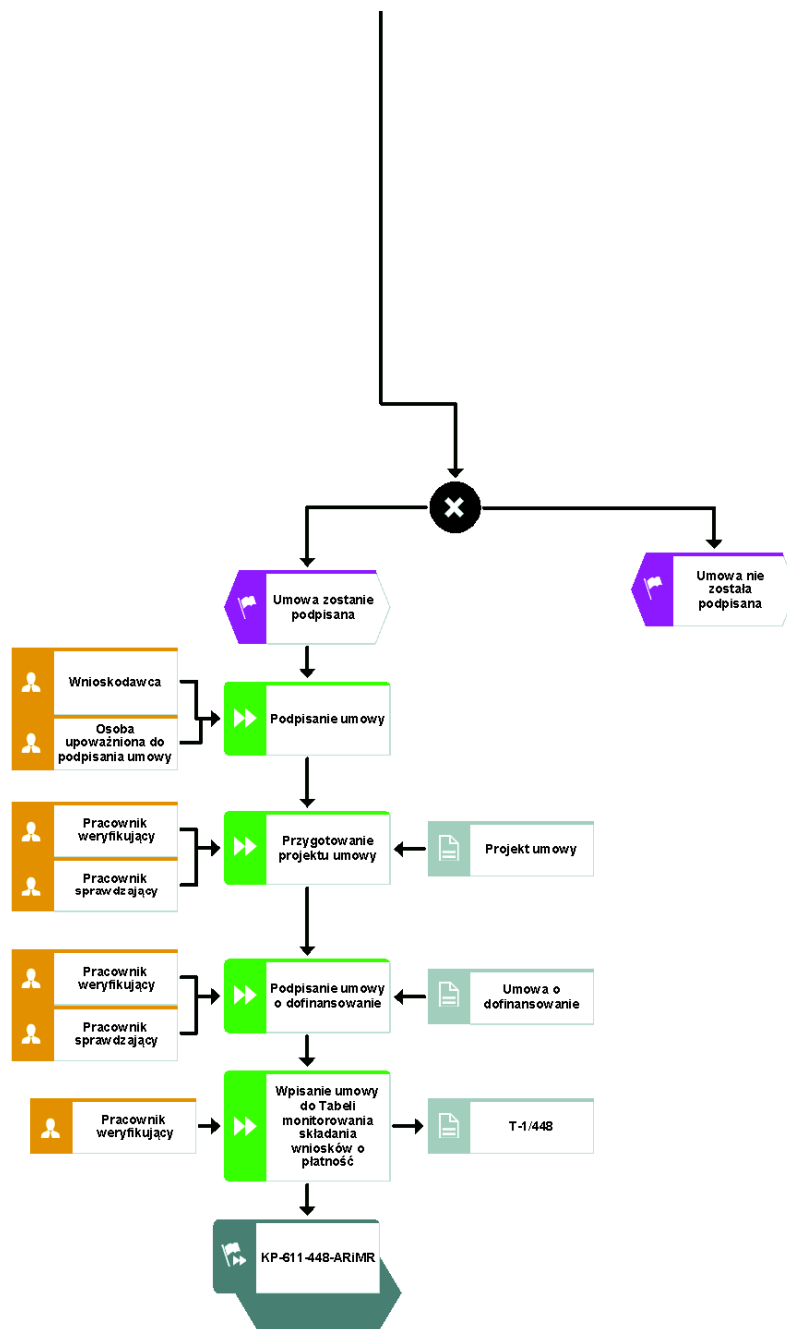 Umowa zostanie
podpisana
Umowa nie
została
podpisana
Wnioskodawca
Osoba
upoważniona do
podpisania umowy
Podpisanie umowy
Pracownik
weryfikujący
Pracownik
sprawdzający
Przygotowanie
projektu umowy
Projekt umowy
Pracownik
weryfikujący
Pracownik
sprawdzający
Podpisanie umowy
o dofinansowanie
Umowa o
dofinansowanie
Pracownik
weryfikujący
Wpisanie umowy
do Tabeli
monitorowania
składania
wniosków o
płatność
T-1/448
KP-611-448-ARiMR